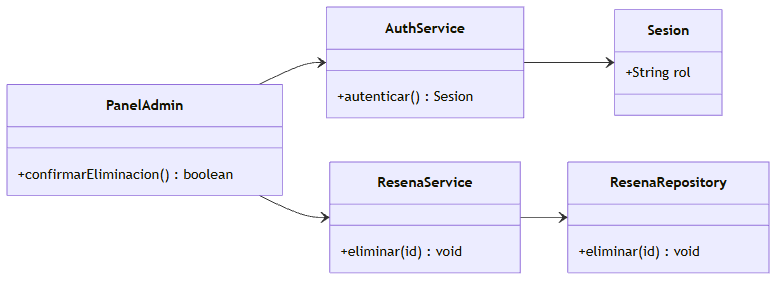 PanelAdmin
+confirmarEliminacion() : boolean
AuthService
+autenticar() : Sesion
Sesion
+String rol
ResenaService
+eliminar(id) : void
ResenaRepository
+eliminar(id) : void